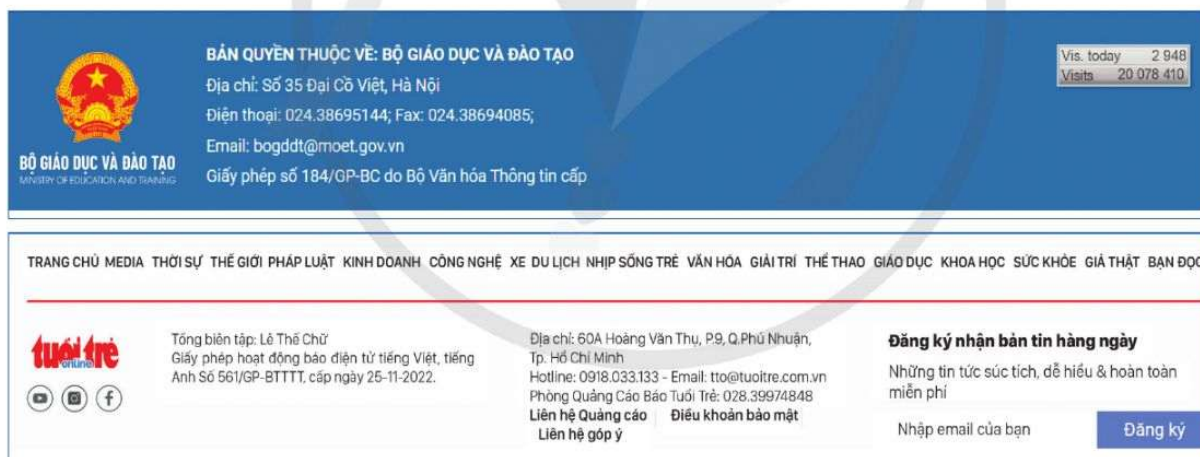 BẢN QUYỀN THUỘC VỀ: BỘ GIÁO DỤC VÀ ĐÀO TẠO
Địa chỉ: Số 35 Đại Cồ Việt, Hà Nội
Điện thoại: 024.38695144; Fax: 024.38694085;
Email: bogddt@moet.gov.vn
Giấy phép số 184/GP-BC do Bộ Văn hóa Thông tin cấp
BỘ GIÁO DỤC VÀ ĐÀO TẠO
MINISTRY OF EDUCATION AND TRAINING
Vis. today 2 948
Visits 20 078 410
TRANG CHỦ MEDIA THỜI SỰ THẾ GIỚI PHÁP LUẬT KINH DOANH CÔNG NGHỆ XE DU LỊCH NHỊP SỐNG TRẺ VĂN HÓA GIẢI TRÍ THỂ THAO GIÁO DỤC KHOA HỌC SỨC KHỎE GIẢ THẬT BẠN ĐỌC
tuổi trẻ
online
Tổng biên tập: Lê Thế Chữ
Giấy phép hoạt động báo điện tử tiếng Việt, tiếng
Anh Số 561/GP-BTTTT, cấp ngày 25-11-2022.
Địa chỉ: 60A Hoàng Văn Thụ, P.9, Q.Phú Nhuận,
Tp. Hồ Chí Minh
Hotline: 0918.033.133 - Email: tto@tuoitre.com.vn
Phòng Quảng Cáo Báo Tuổi Trẻ: 028.39974848
Liên hệ Quảng cáo Điều khoản bảo mật
Liên hệ góp ý
Đăng ký nhận bản tin hàng ngày
Những tin tức súc tích, dễ hiểu & hoàn toàn
miễn phí
Nhập email của bạn
Đăng ký